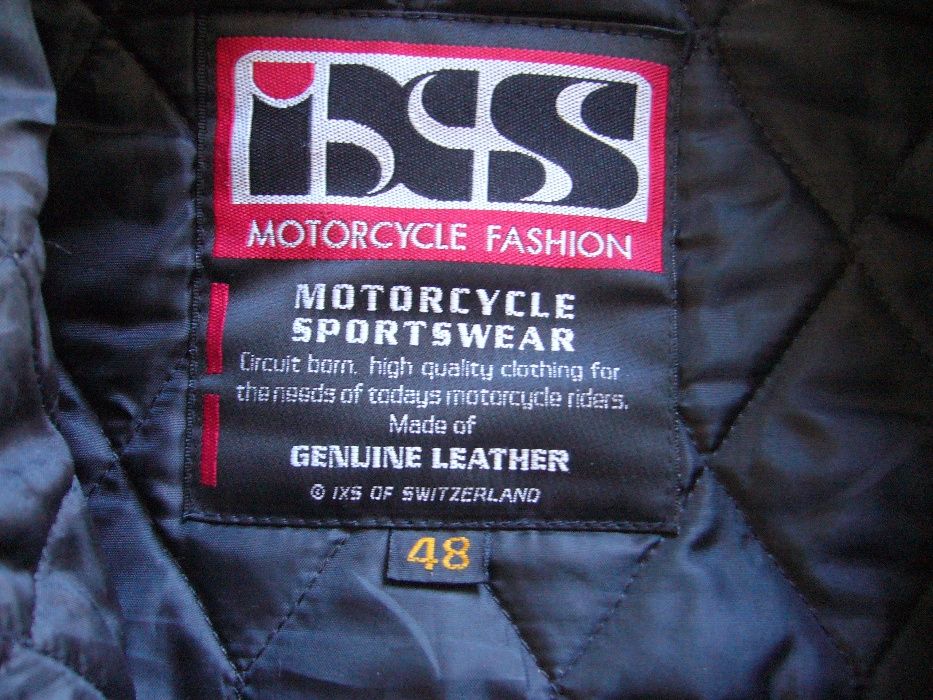 iXS
MOTORCYCLE FASHION
MOTORCYCLE
SPORTSWEAR
Circuit born, high quality clothing for
the needs of todays motorcycle riders.
Made of
GENUINE LEATHER
© IXS OF SWITZERLAND
48